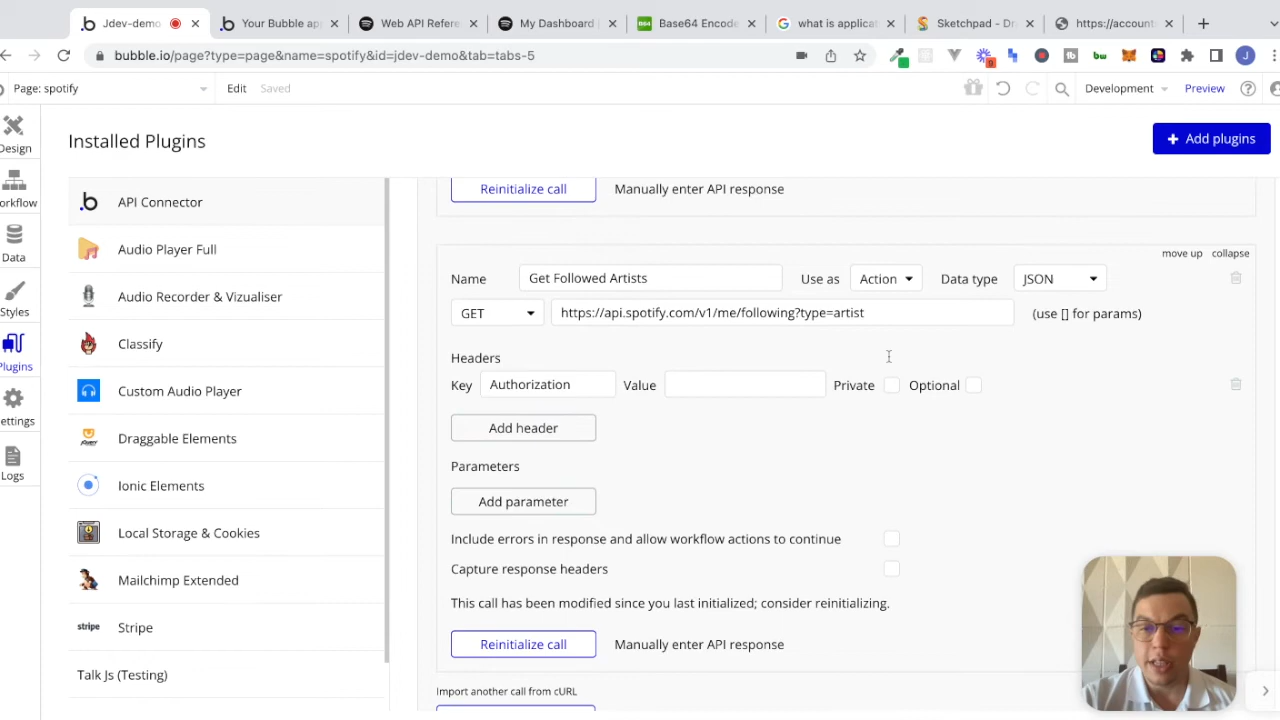 Jdev-demo
Your Bubble ap
Web API Refere
My Dashboard
Base64 Encode
what is applicat
Sketchpad - Dra
https://account
bubble.io/page?type=page&name=spotify&id=jdev-demo&tab=tabs-5
Page: spotify
Edit
Saved
Development
Preview
Design
orkflow
Data
Styles
Plugins
ettings
Logs
Installed Plugins
Add plugins
API Connector
Audio Player Full
Audio Recorder & Vizualiser
Classify
Custom Audio Player
Draggable Elements
Ionic Elements
Local Storage & Cookies
Mailchimp Extended
stripe Stripe
Talk Js (Testing)
Reinitialize call Manually enter API response
move up collapse
Name Get Followed Artists Use as Action Data type JSON
GET https://api.spotify.com/v1/me/following?type=artist (use [] for params)
Headers
Key Authorization Value Private Optional
Add header
Parameters
Add parameter
Include errors in response and allow workflow actions to continue
Capture response headers
This call has been modified since you last initialized; consider reinitializing.
Reinitialize call Manually enter API response
Import another call from cURL